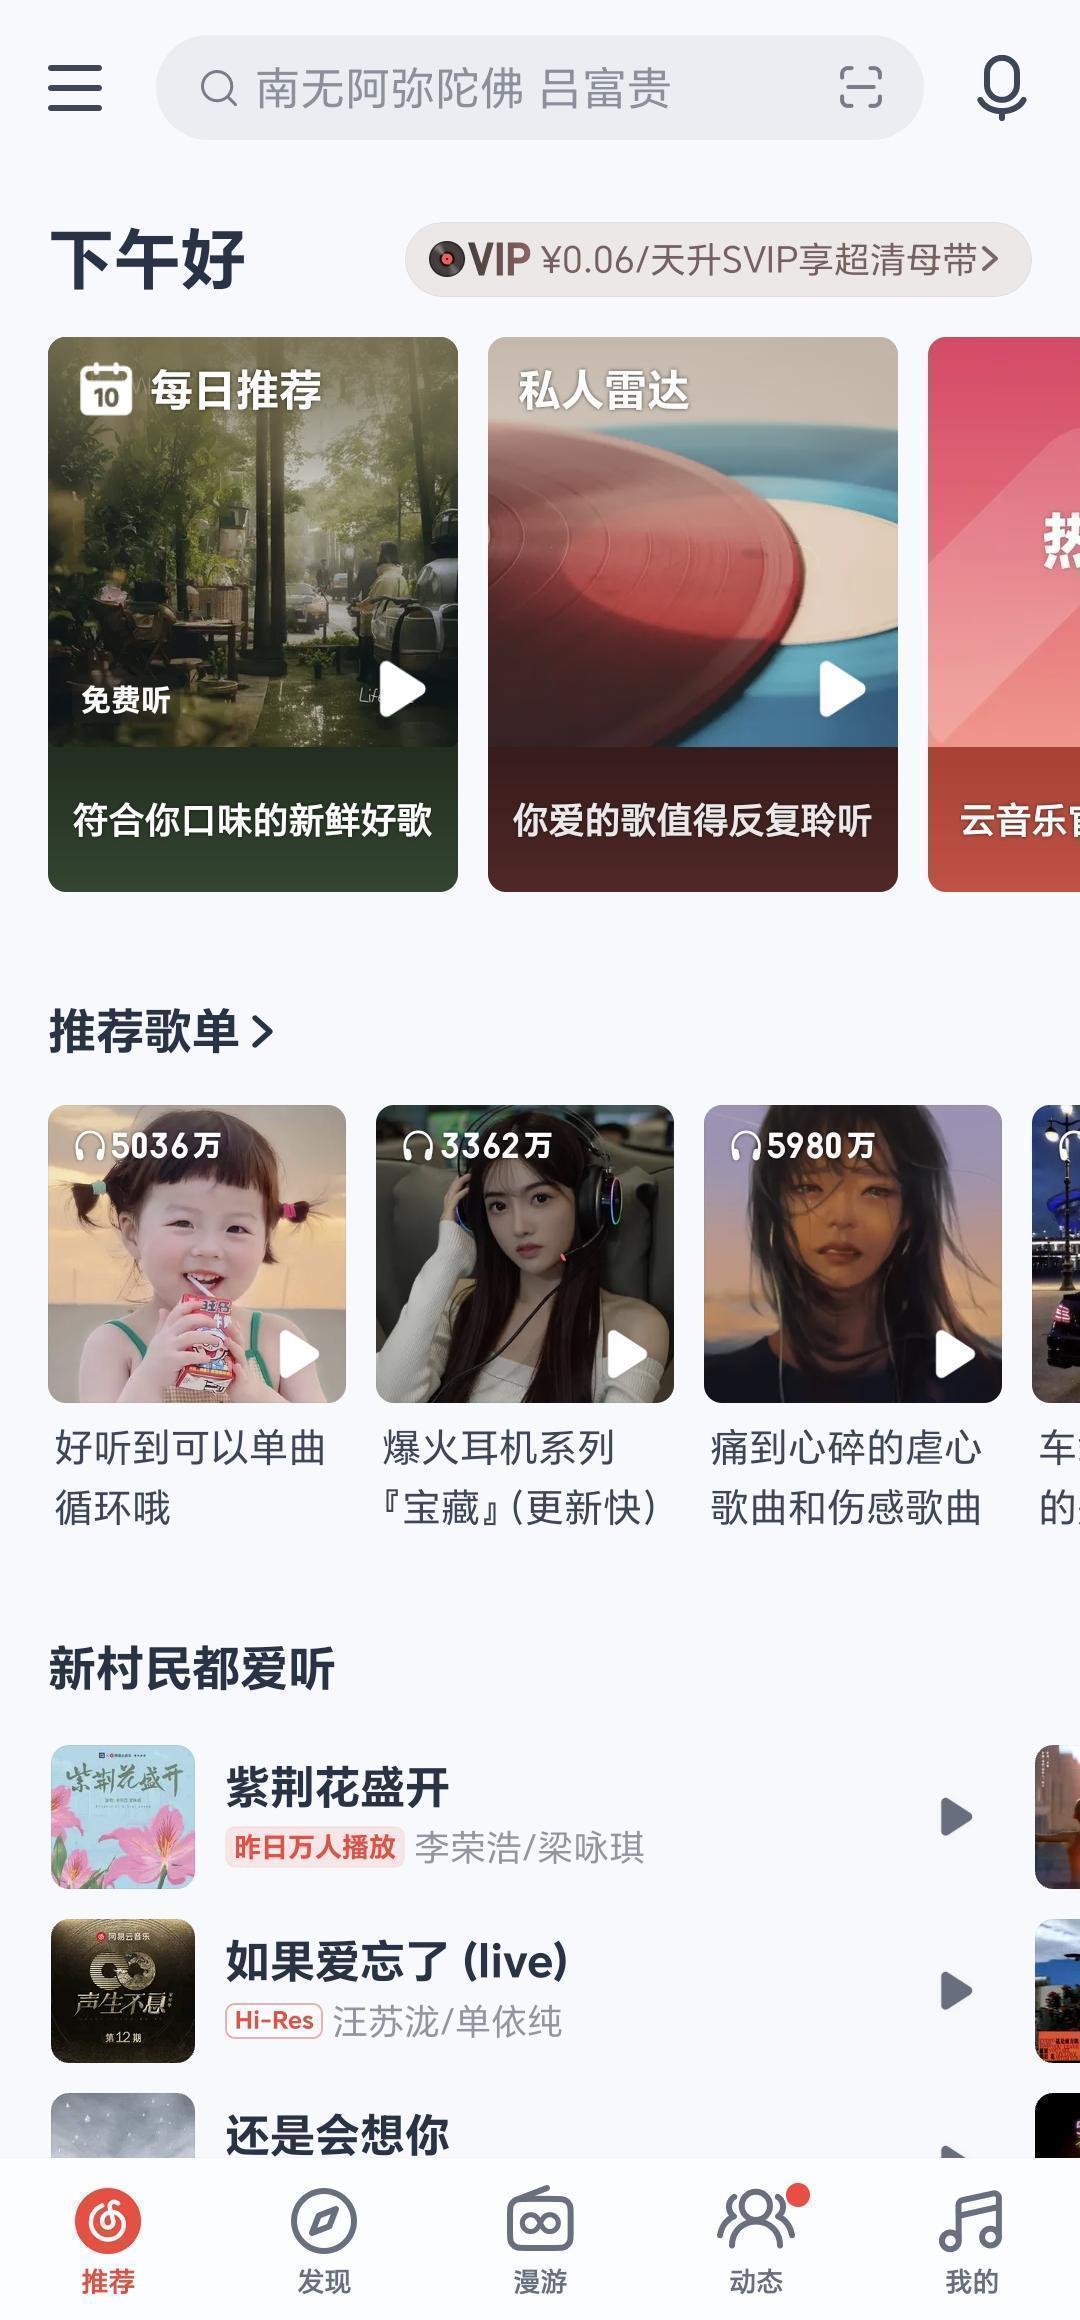 南无阿弥陀佛 吕富贵
下午好
VIP ¥0.06/天升SVIP享超清母带
10 每日推荐
私人雷达
热
免费听
Life
符合你口味的新鲜好歌
你爱的歌值得反复聆听
云音乐官
推荐歌单
5036万
3362万
5980万
旺仔
好听到可以单曲
循环哦
爆火耳机系列
『宝藏』(更新快)
痛到心碎的虐心
歌曲和伤感歌曲
车
的
新村民都爱听
紫荆花盛开
紫荆花盛开
昨日万人播放 李荣浩/梁咏琪
网易云音乐
声生不息
第12期
如果爱忘了 (live)
Hi-Res 汪苏泷/单依纯
还是会想你
推荐
发现
漫游
动态
我的